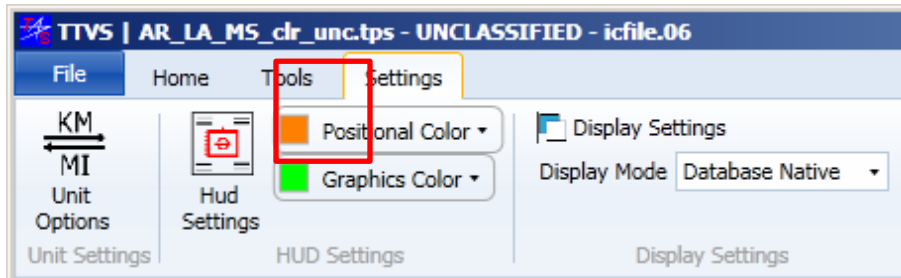 TTVS | AR_LA_MS_clr_unc.tps - UNCLASSIFIED - icfile.06
File Home Tools Settings
KM
MI
Unit
Options
Unit Settings
Hud
Settings
Positional Color
Graphics Color
HUD Settings
Display Settings
Display Mode Database Native
Display Settings